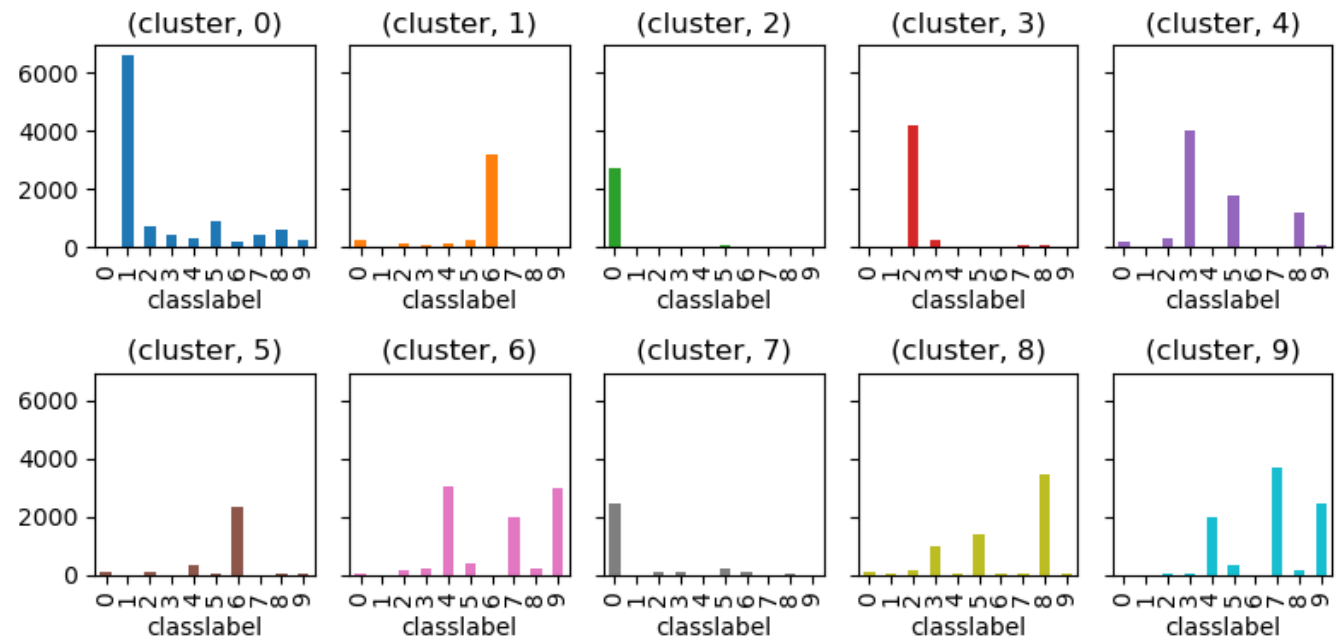 (cluster, 0) (cluster, 1) (cluster, 2) (cluster, 3) (cluster, 4)
6000
4000
2000
0
0 1 2 3 4 5 6 7 8 9 0 1 2 3 4 5 6 7 8 9 0 1 2 3 4 5 6 7 8 9 0 1 2 3 4 5 6 7 8 9 0 1 2 3 4 5 6 7 8 9
classlabel classlabel classlabel classlabel classlabel
(cluster, 5) (cluster, 6) (cluster, 7) (cluster, 8) (cluster, 9)
6000
4000
2000
0
0 1 2 3 4 5 6 7 8 9 0 1 2 3 4 5 6 7 8 9 0 1 2 3 4 5 6 7 8 9 0 1 2 3 4 5 6 7 8 9 0 1 2 3 4 5 6 7 8 9
classlabel classlabel classlabel classlabel classlabel